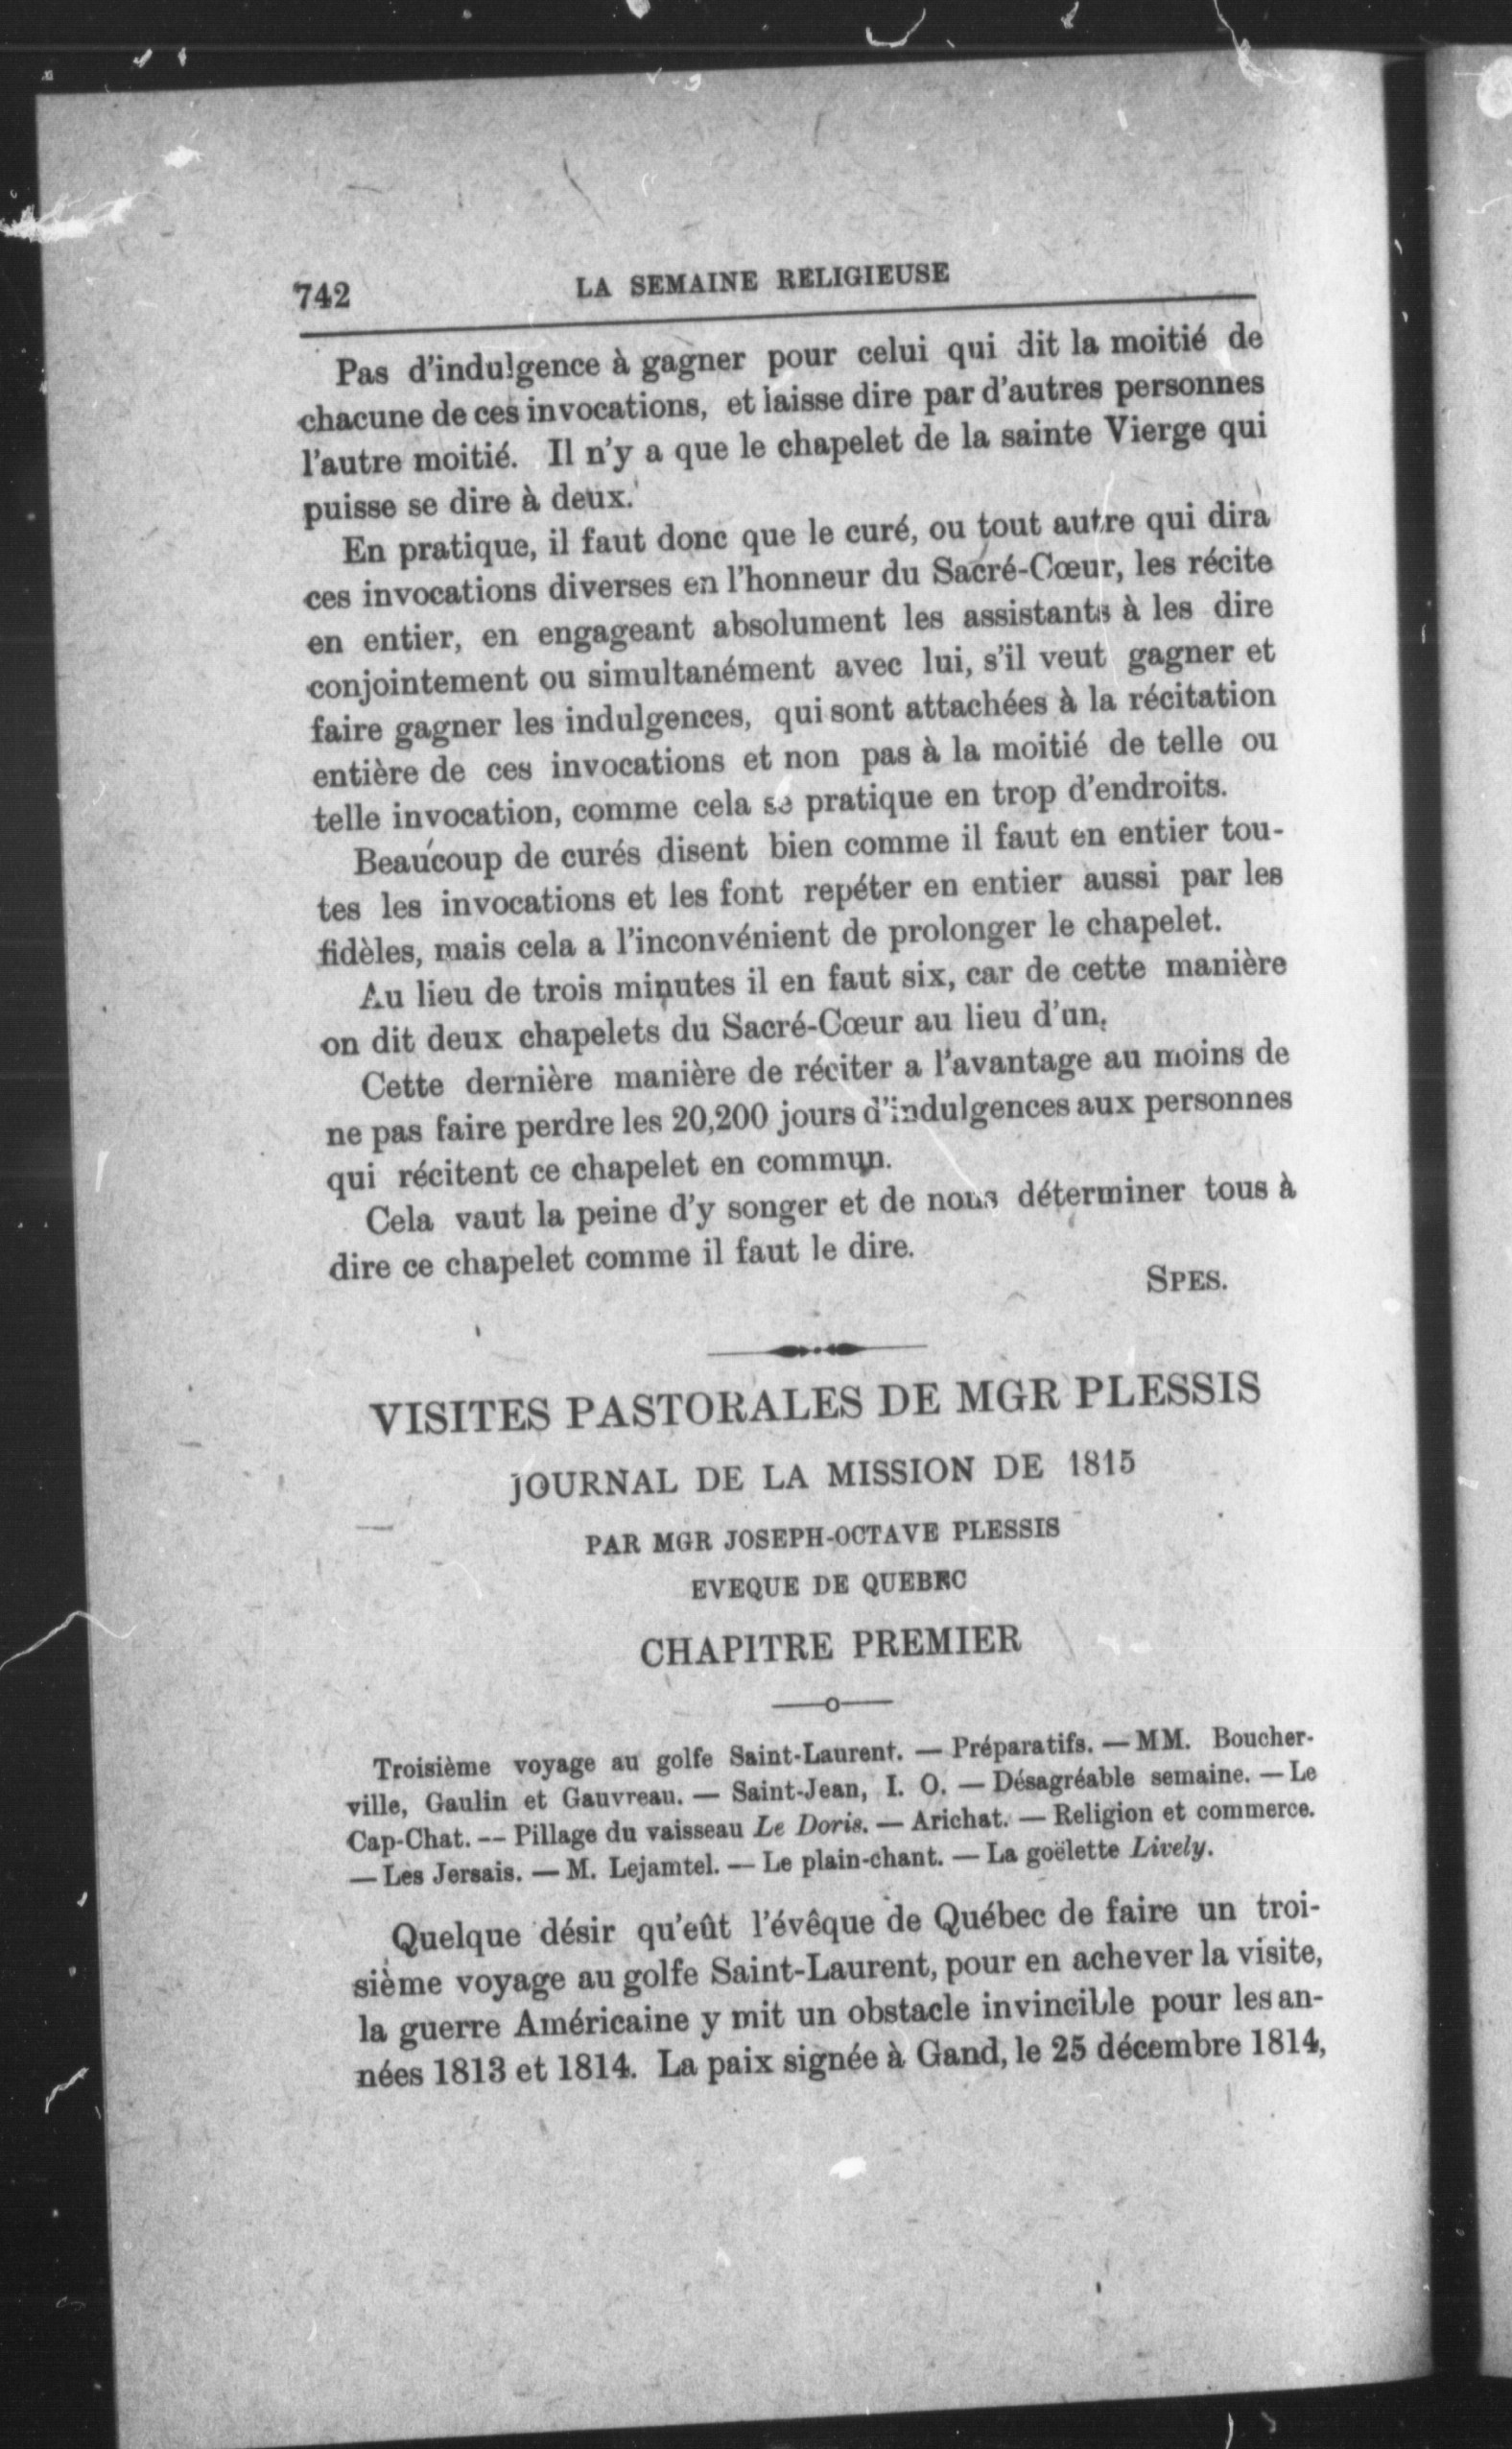 742
LA SEMAINE RELIGIEUSE
Pas d'indulgence à gagner pour celui qui dit la moitié de
chacune de ces invocations, et laisse dire par d'autres personnes
l'autre moitié. Il n'y a que le chapelet de la sainte Vierge qui
puisse se dire à deux.
En pratique, il faut donc que le curé, ou tout autre qui dira
ces invocations diverses en l'honneur du Sacré-Cœur, les récite
en entier, en engageant absolument les assistants à les dire
conjointement ou simultanément avec lui, s'il veut gagner et
faire gagner les indulgences, qui sont attachées à la récitation
entière de ces invocations et non pas à la moitié de telle ou
telle invocation, comme cela se pratique en trop d'endroits.
Beaucoup de curés disent bien comme il faut en entier tou-
tes les invocations et les font repéter en entier aussi par les
fidèles, mais cela a l'inconvénient de prolonger le chapelet.
Au lieu de trois minutes il en faut six, car de cette manière
on dit deux chapelets du Sacré-Cœur au lieu d'un.
Cette dernière manière de réciter a l'avantage au moins de
ne pas faire perdre les 20,200 jours d'indulgences aux personnes
qui récitent ce chapelet en commun.
Cela vaut la peine d'y songer et de nous déterminer tous à
dire ce chapelet comme il faut le dire.
SPES.
VISITES PASTORALES DE MGR PLESSIS
JOURNAL DE LA MISSION DE 1815
PAR MGR JOSEPH-OCTAVE PLESSIS
EVEQUE DE QUEBEC
CHAPITRE PREMIER
—o—
Troisième voyage au golfe Saint-Laurent. — Préparatifs. — MM. Boucher-
ville, Gaulin et Gauvreau. — Saint-Jean, I. O. — Désagréable semaine. — Le
Cap-Chat. -- Pillage du vaisseau Le Doris. — Arichat. — Religion et commerce.
— Les Jersais. — M. Lejamtel. — Le plain-chant. — La goëlette Lively.
Quelque désir qu'eût l'évêque de Québec de faire un troi-
sième voyage au golfe Saint-Laurent, pour en achever la visite,
la guerre Américaine y mit un obstacle invincible pour les an-
nées 1813 et 1814. La paix signée à Gand, le 25 décembre 1814,